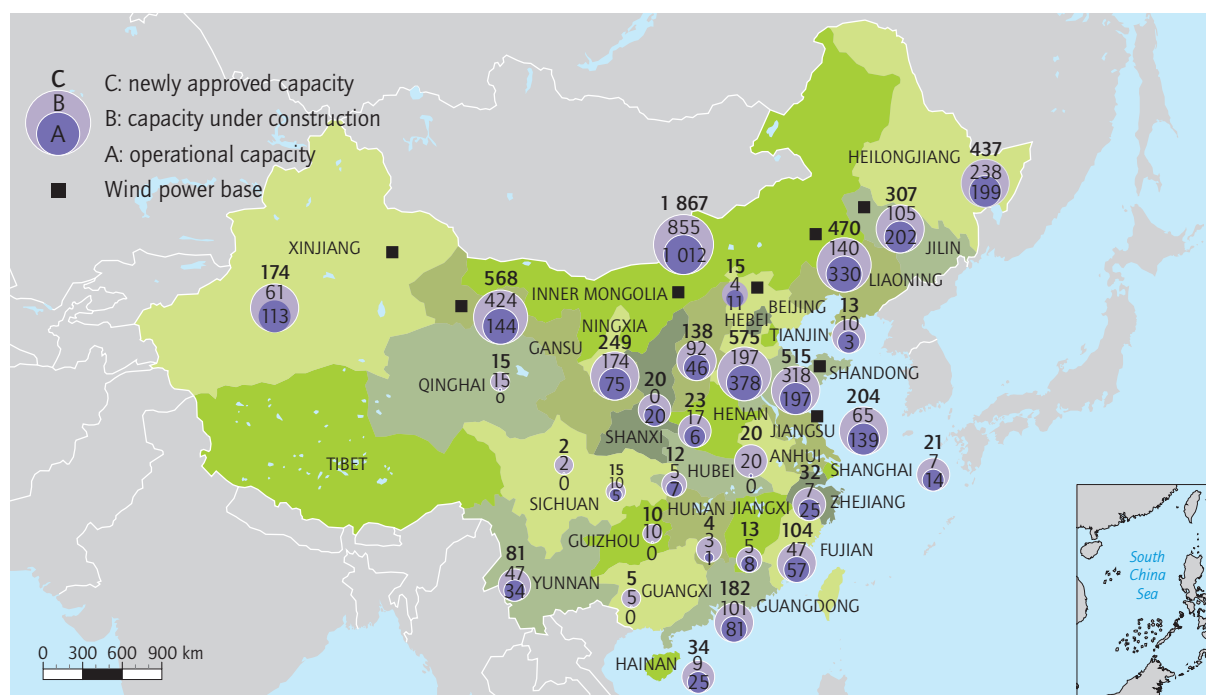 C
B
A
C: newly approved capacity
B: capacity under construction
A: operational capacity
Wind power base
HEILONGJIANG
437
238
199
307
105
202
JILIN
470
140
330
LIAONING
1 867
855
1 012
INNER MONGOLIA
XINJIANG
174
61
113
568
424
144
GANSU
15
4
11
BEIJING
HEBEI
575
197
378
TIANJIN
13
10
3
NINGXIA
249
174
75
138
92
46
515
318
197
SHANDONG
QINGHAI
15
15
0
20
0
20
SHANXI
23
17
6
HENAN
JIANGSU
204
65
139
TIBET
2
2
0
SICHUAN
15
10
5
12
5
7
HUBEI
20
20
0
ANHUI
SHANGHAI
21
7
14
32
7
25
ZHEJIANG
HUNAN
JIANGXI
GUIZHOU
10
10
0
4
3
1
13
5
8
104
47
57
FUJIAN
81
47
34
YUNNAN
5
5
0
GUANGXI
182
101
81
GUANGDONG
HAINAN
34
9
25
0 300 600 900 km
South
China
Sea